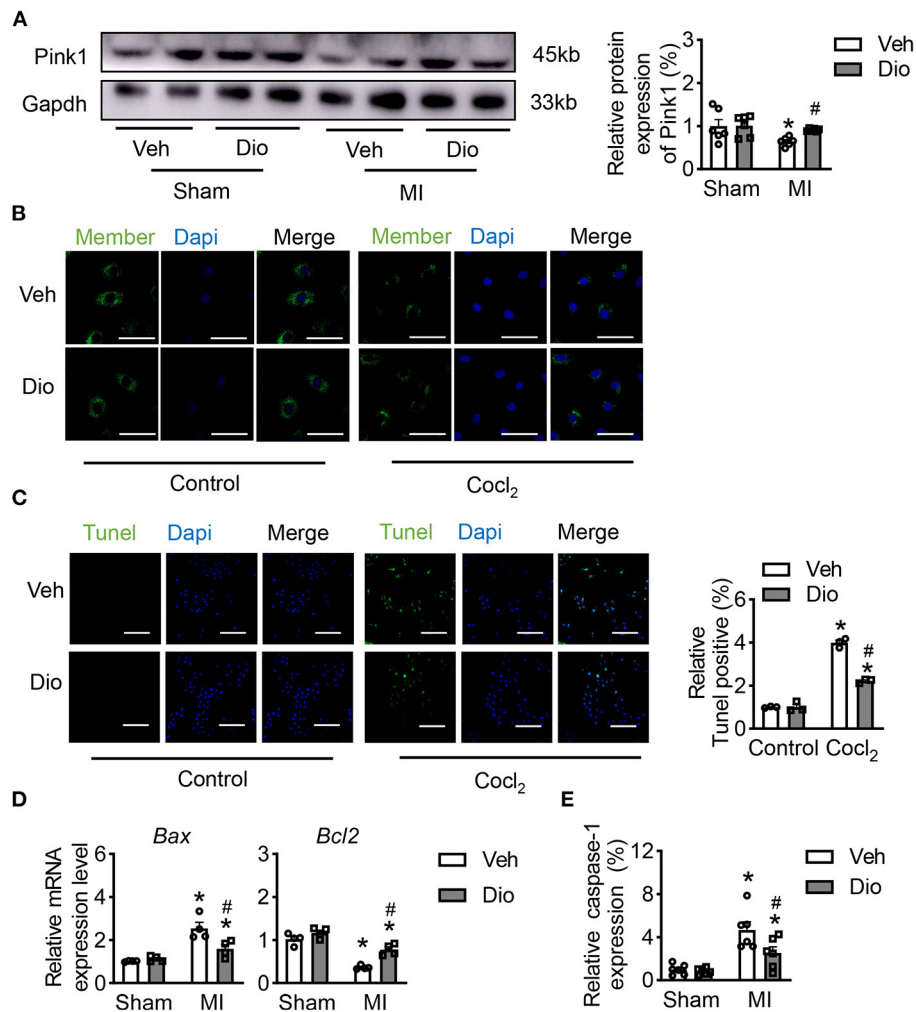 A
Pink1
45kb
Gapdh
33kb
Veh Dio Veh Dio
Sham MI
Relative protein
expression
of Pink1 (%)
3
2
1
0
Sham MI
* #
Veh
Dio
B
Member Dapi Merge Member Dapi Merge
Veh
Dio
Control Cocl2
C
Tunel Dapi Merge Tunel Dapi Merge
Veh
Dio
Control Cocl2
Relative
Tunel positive (%)
6
4
2
0
Control Cocl2
*
#
*
Veh
Dio
D
Relative mRNA
expression level
Bax
6
4
2
0
Sham MI
*
#
*
Bcl2
3
2
1
0
Sham MI
*
#
*
Veh
Dio
E
Relative caspase-1
expression (%)
12
8
4
0
Sham MI
*
#
*
Veh
Dio